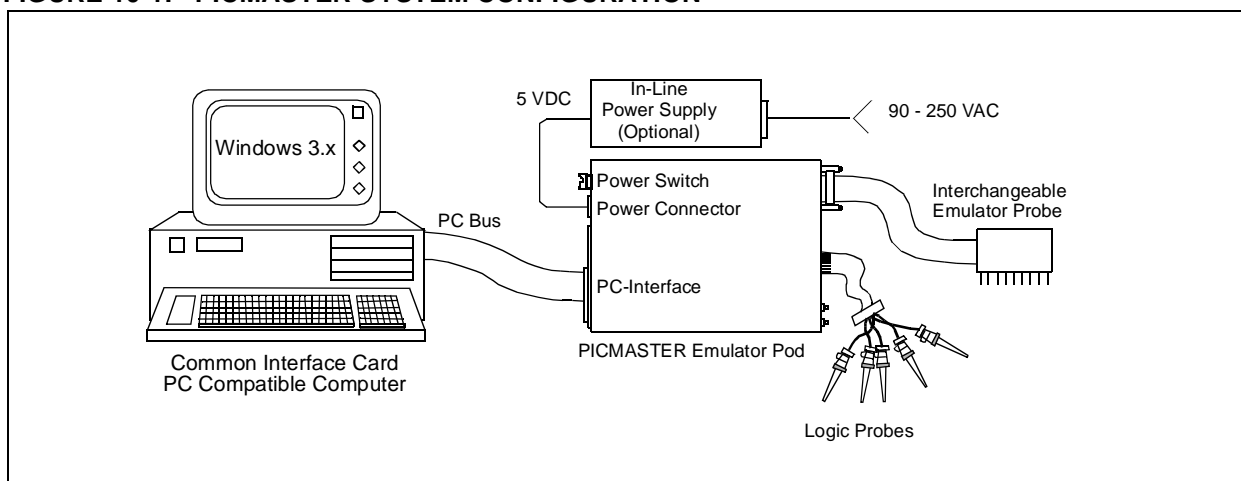 FIGURE 10-1: PICMASTER SYSTEM CONFIGURATION
In-Line
Power Supply
(Optional)
5 VDC
90 - 250 VAC
Windows 3.x
Power Switch
Power Connector
Interchangeable
Emulator Probe
PC Bus
PC-Interface
PICMASTER Emulator Pod
Common Interface Card
PC Compatible Computer
Logic Probes